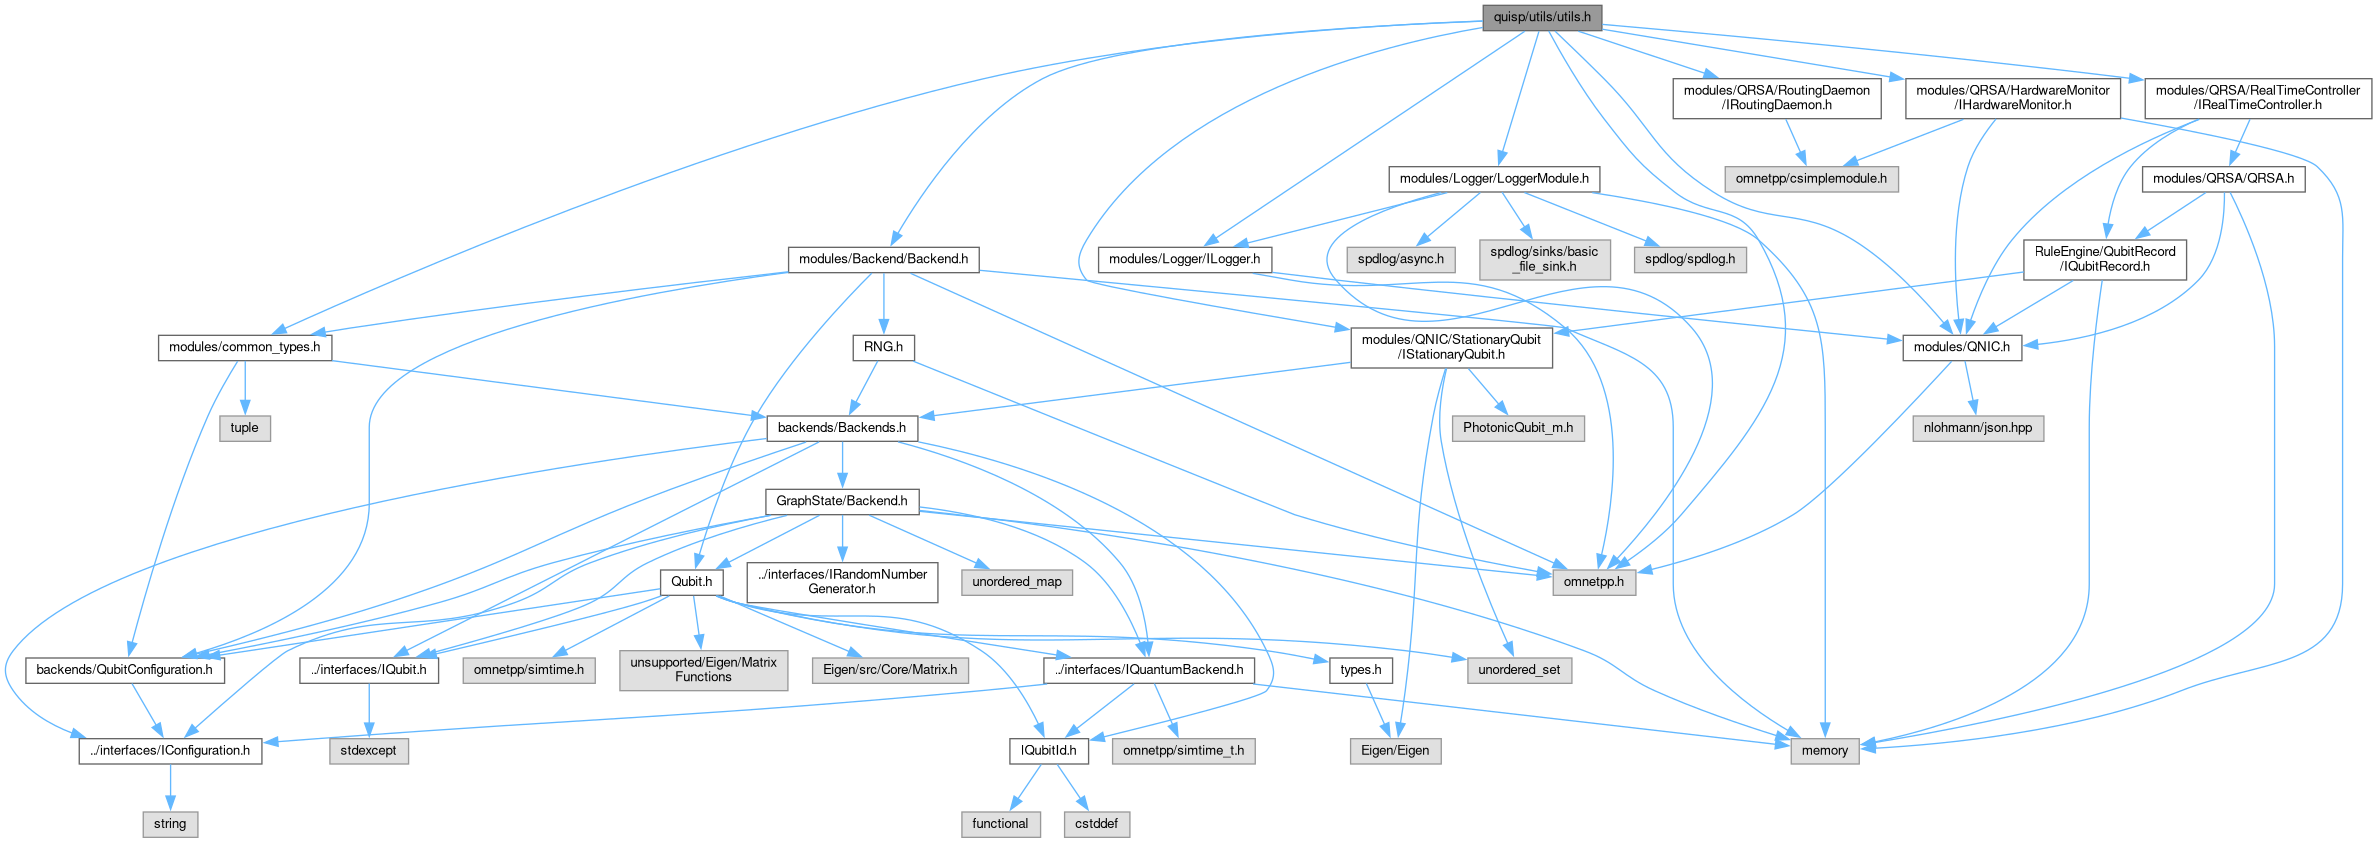 quisp/utils/utils.h
modules/QRSA/RoutingDaemon
/IRoutingDaemon.h
modules/QRSA/HardwareMonitor
/IHardwareMonitor.h
modules/QRSA/RealTimeController
/IRealTimeController.h
modules/Logger/LoggerModule.h
omnetpp/csimplemodule.h
modules/QRSA/QRSA.h
modules/Backend/Backend.h
modules/Logger/ILogger.h
spdlog/async.h
spdlog/sinks/basic
_file_sink.h
spdlog/spdlog.h
RuleEngine/QubitRecord
/IQubitRecord.h
modules/common_types.h
RNG.h
modules/QNIC/StationaryQubit
/IStationaryQubit.h
modules/QNIC.h
tuple
backends/Backends.h
PhotonicQubit_m.h
nlohmann/json.hpp
GraphState/Backend.h
Qubit.h
../interfaces/IRandomNumber
Generator.h
unordered_map
omnetpp.h
backends/QubitConfiguration.h
../interfaces/IQubit.h
omnetpp/simtime.h
unsupported/Eigen/Matrix
Functions
Eigen/src/Core/Matrix.h
../interfaces/IQuantumBackend.h
types.h
unordered_set
../interfaces/IConfiguration.h
stdexcept
IQubitId.h
omnetpp/simtime_t.h
Eigen/Eigen
memory
string
functional
cstddef